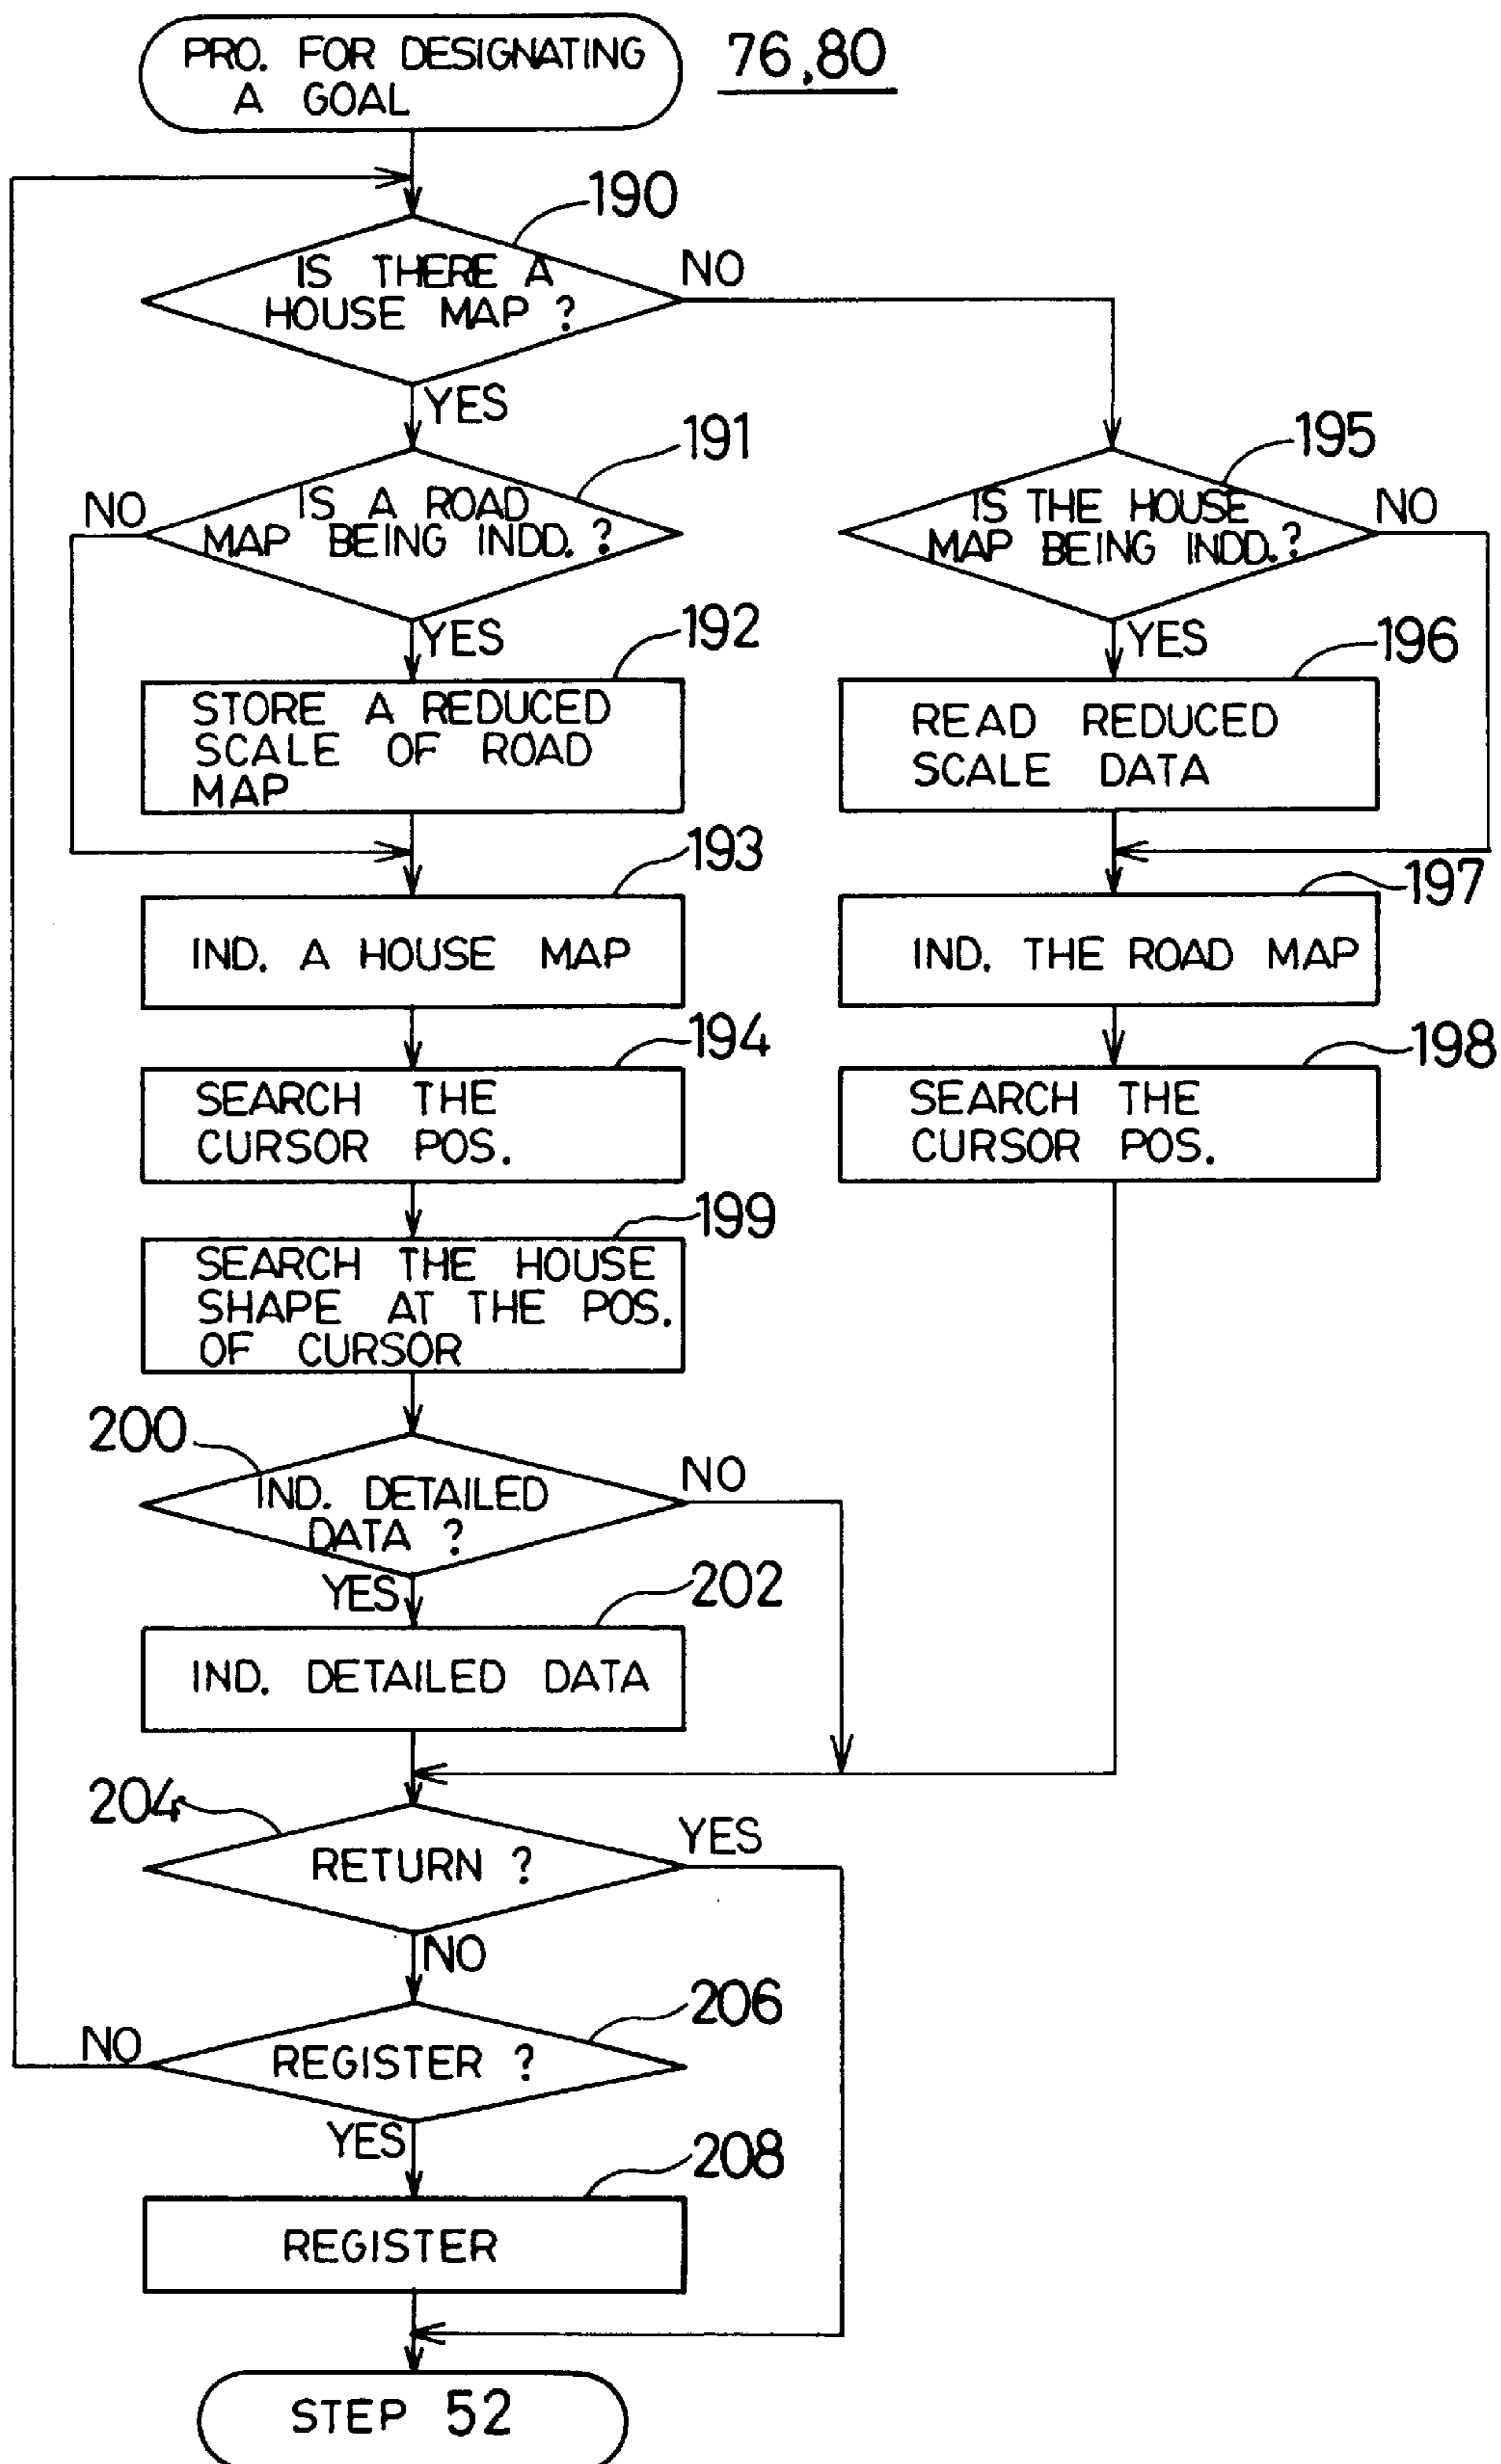 PRO. FOR DESIGNATING
A GOAL
76,80
190
IS THERE A
HOUSE MAP ?
NO
YES
191
IS A ROAD
MAP BEING INDD. ?
NO
YES
195
IS THE HOUSE
MAP BEING INDD. ?
NO
YES
192
STORE A REDUCED
SCALE OF ROAD
MAP
196
READ REDUCED
SCALE DATA
193
IND. A HOUSE MAP
197
IND. THE ROAD MAP
194
SEARCH THE
CURSOR POS.
198
SEARCH THE
CURSOR POS.
199
SEARCH THE HOUSE
SHAPE AT THE POS.
OF CURSOR
200
IND. DETAILED
DATA ?
NO
YES
202
IND. DETAILED DATA
204
RETURN ?
YES
NO
206
REGISTER ?
NO
YES
208
REGISTER
STEP 52